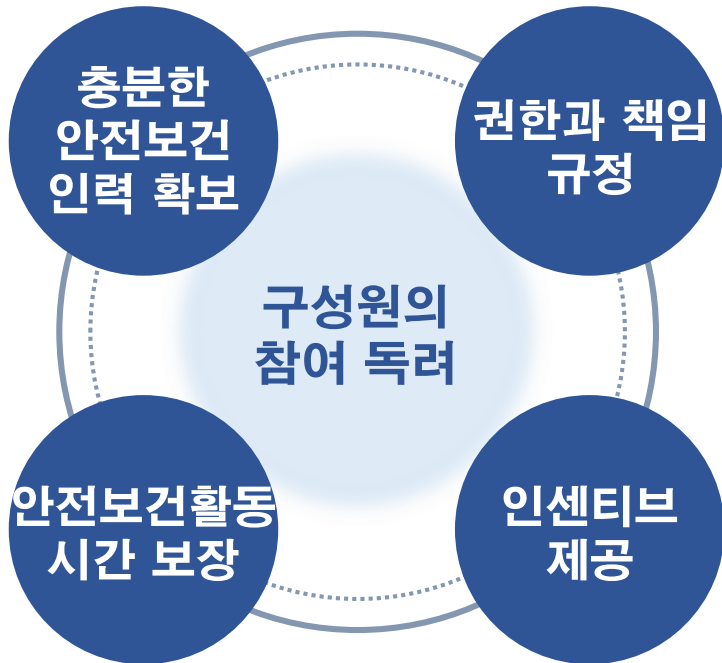 충분한
안전보건
인력 확보
권한과 책임
규정
구성원의
참여 독려
안전보건활동
시간 보장
인센티브
제공